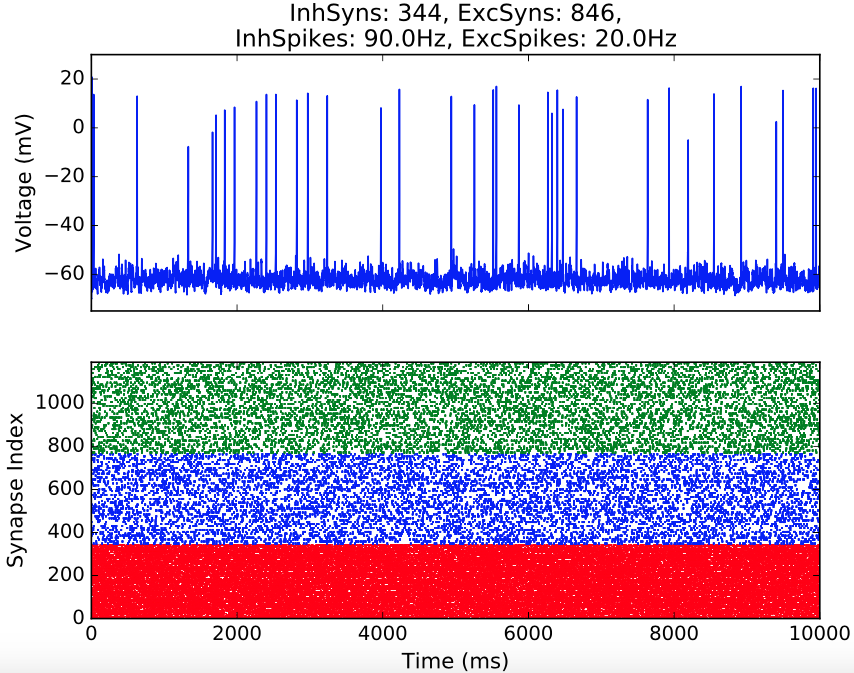 InhSyns: 344, ExcSyns: 846,
InhSpikes: 90.0Hz, ExcSpikes: 20.0Hz
Voltage (mV)
20
0
−20
−40
−60
Synapse Index
1000
800
600
400
200
0
0 2000 4000 6000 8000 10000
Time (ms)